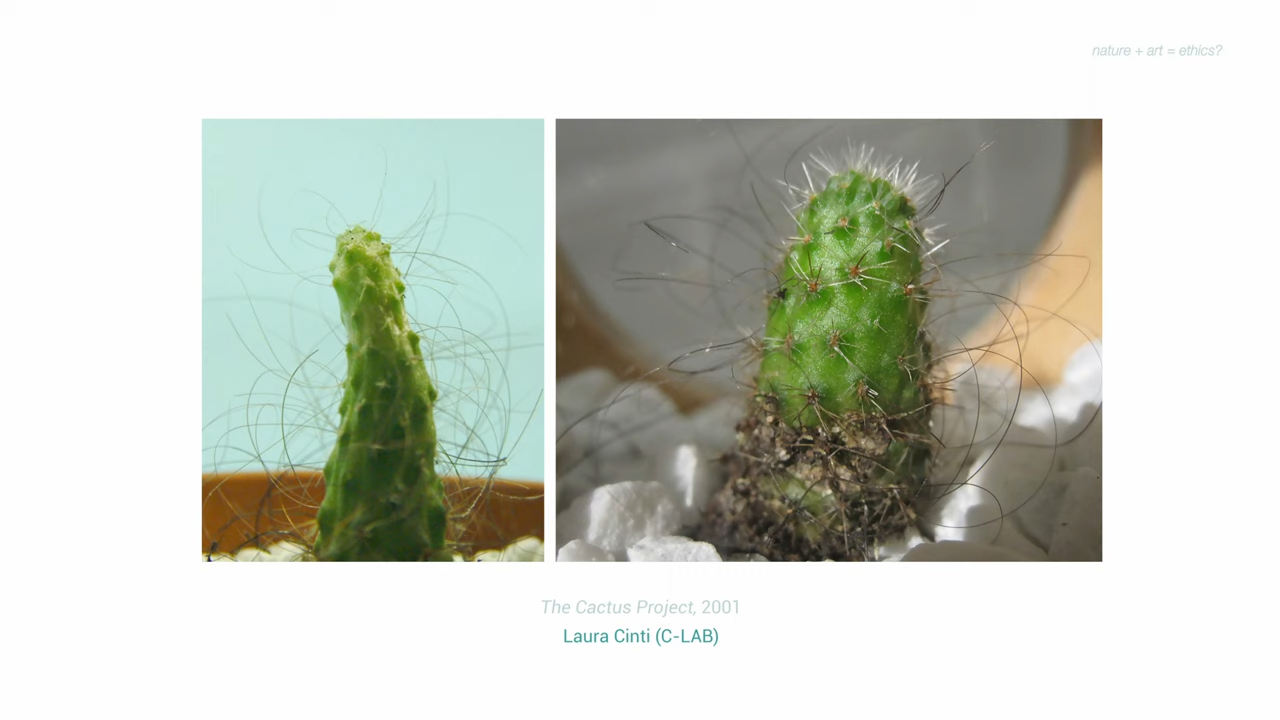 nature + art = ethics?
The Cactus Project, 2001
Laura Cinti (C-LAB)